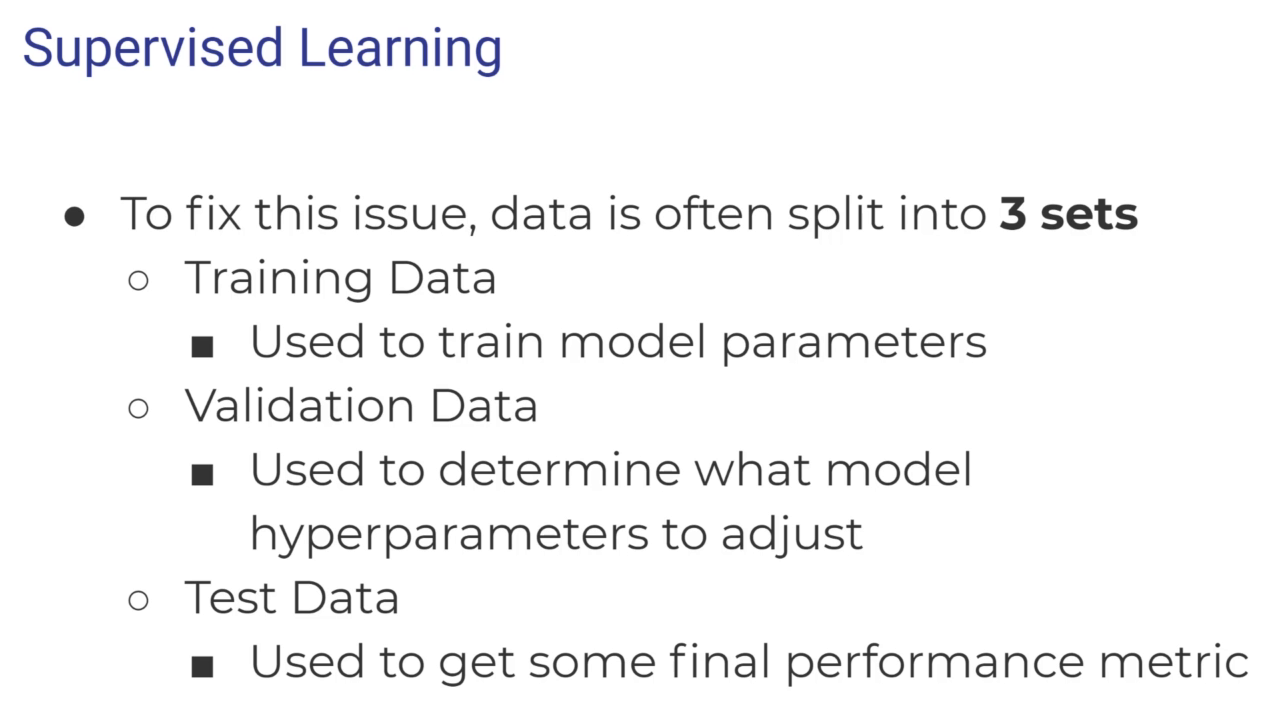 Supervised Learning
● To fix this issue, data is often split into 3 sets
○ Training Data
■ Used to train model parameters
○ Validation Data
■ Used to determine what model
hyperparameters to adjust
○ Test Data
■ Used to get some final performance metric